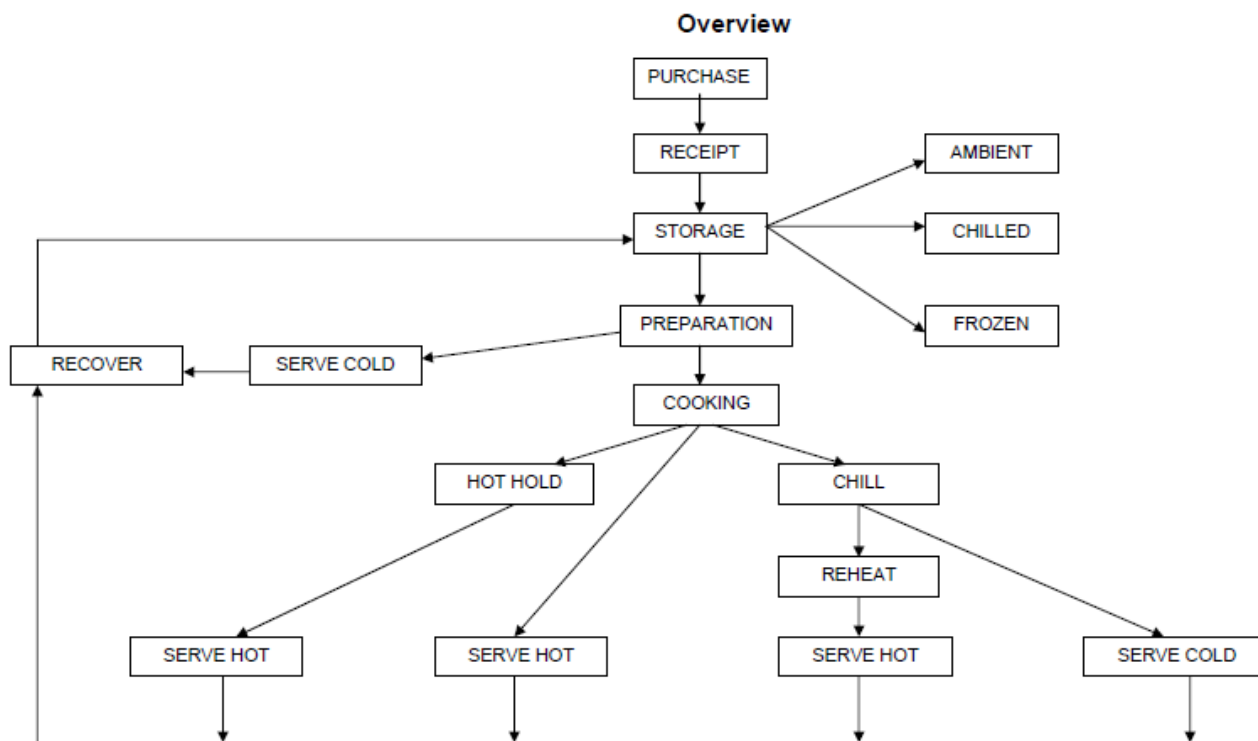 Overview
PURCHASE
RECEIPT
AMBIENT
STORAGE
CHILLED
PREPARATION
FROZEN
RECOVER
SERVE COLD
COOKING
HOT HOLD
CHILL
REHEAT
SERVE HOT
SERVE HOT
SERVE HOT
SERVE COLD